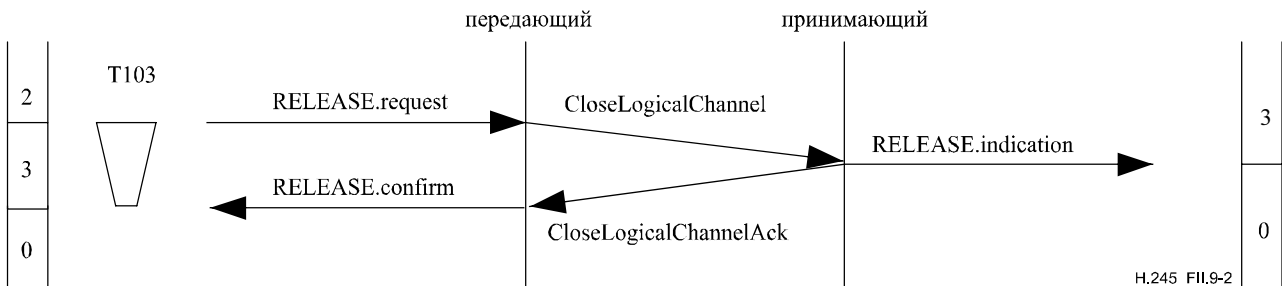 передающий
принимающий
T103
2
RELEASE.request
CloseLogicalChannel
3
RELEASE.indication
3
RELEASE.confirm
CloseLogicalChannelAck
0
0
H.245 FII.9-2